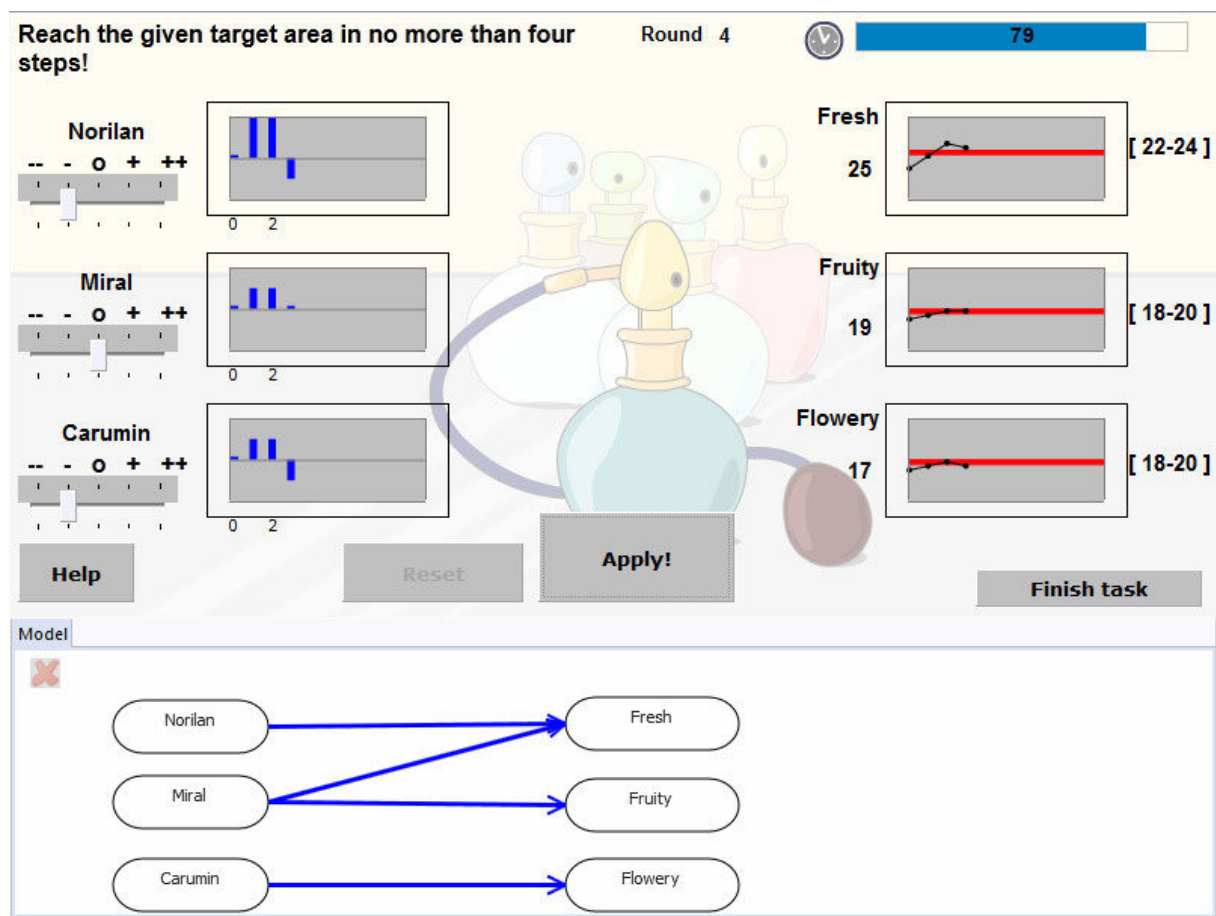 Reach the given target area in no more than four
steps!
Round 4
79
Norilan
-- - o + ++
0 2
Fresh
25
[ 22-24 ]
Miral
-- - o + ++
0 2
Fruity
19
[ 18-20 ]
Carumin
-- - o + ++
0 2
Flowery
17
[ 18-20 ]
Help
Reset
Apply!
Finish task
Model
Norilan
Fresh
Miral
Fruity
Carumin
Flowery